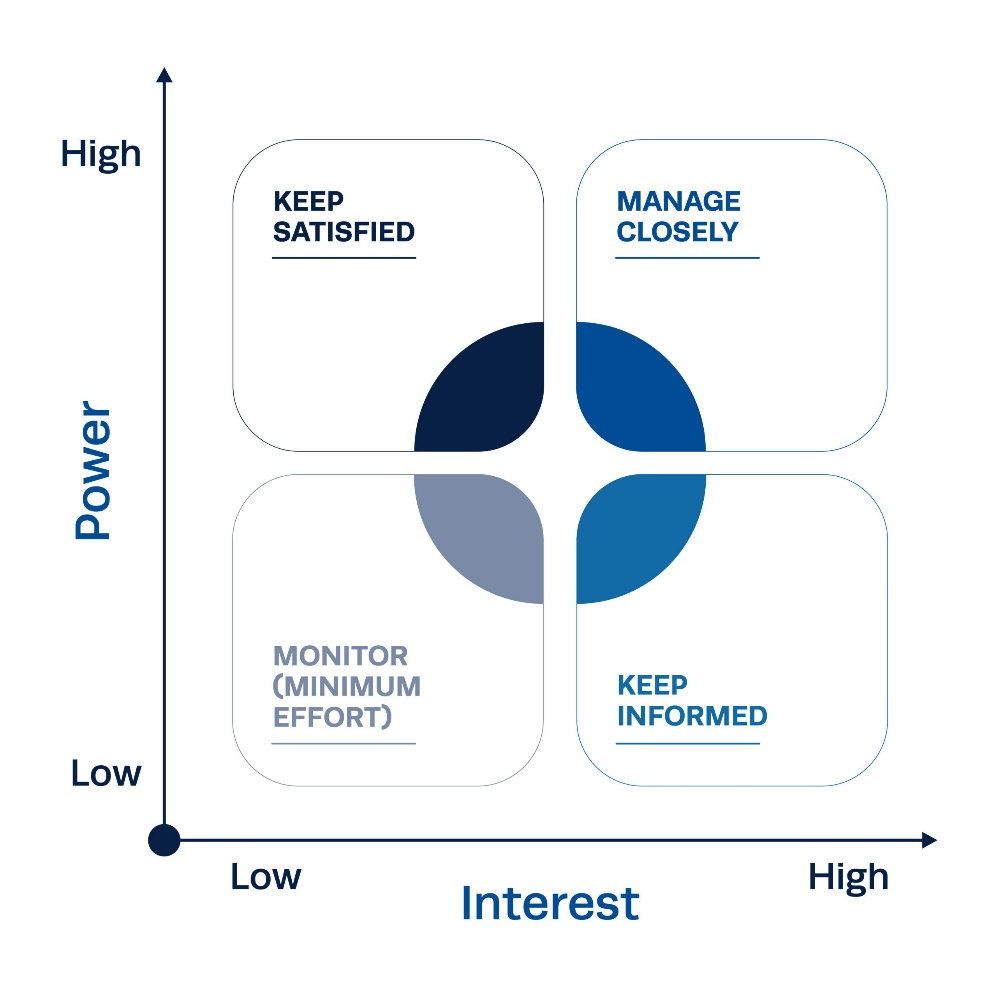 High
KEEP
SATISFIED
MANAGE
CLOSELY
Power
MONITOR
(MINIMUM
EFFORT)
KEEP
INFORMED
Low
Low
High
Interest